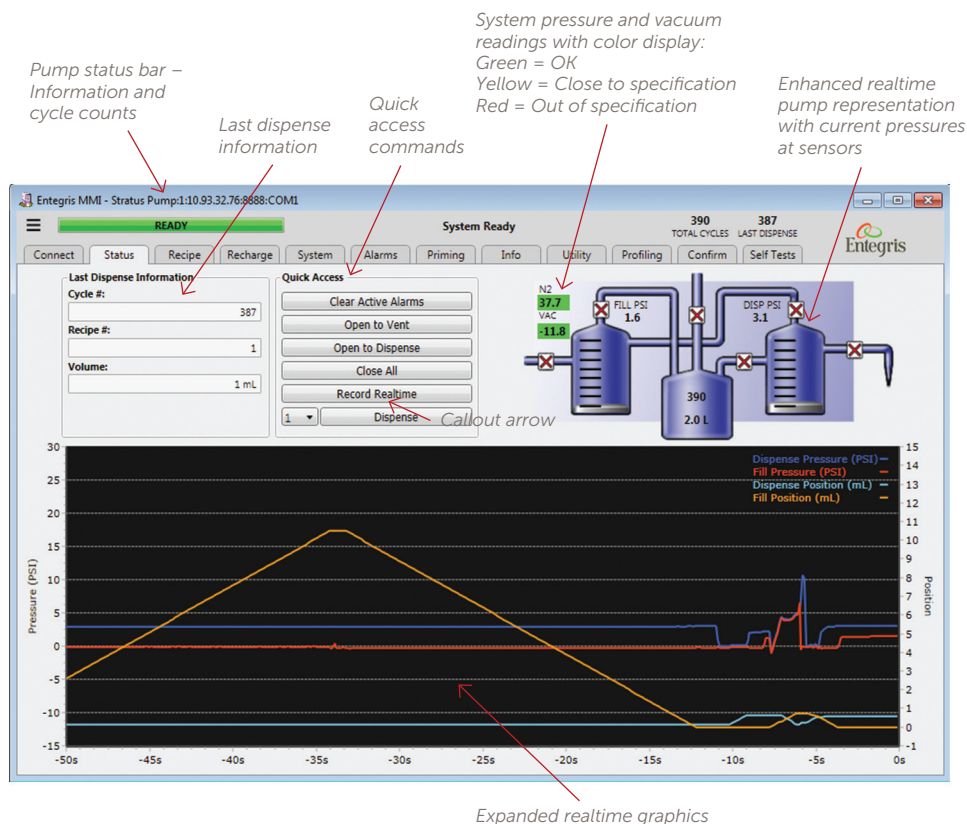 System pressure and vacuum
readings with color display:
Green = OK
Yellow = Close to specification
Red = Out of specification
Pump status bar –
Information and
cycle counts
Last dispense
information
Quick
access
commands
Enhanced realtime
pump representation
with current pressures
at sensors
Entegris MMI - Stratus Pump:1:10.93.32.76:8888:COM1
READY
System Ready
390
TOTAL CYCLES
387
LAST DISPENSE
Entegris
Connect
Status
Recipe
Recharge
System
Alarms
Priming
Info
Utility
Profiling
Confirm
Self Tests
Last Dispense Information
Cycle #:
387
Recipe #:
1
Volume:
1 mL
Quick Access
Clear Active Alarms
Open to Vent
Open to Dispense
Close All
Record Realtime
1
Dispense
Callout arrow
N2
37.7
VAC
-11.8
FILL PSI
1.6
DISP PSI
3.1
390
2.0 L
Dispense Pressure (PSI)
Fill Pressure (PSI)
Dispense Position (mL)
Fill Position (mL)
Pressure (PSI)
30
25
20
15
10
5
0
-5
-10
-15
15
14
13
12
11
10
9
8
7
6
5
4
3
2
1
0
-1
Position
-50s
-45s
-40s
-35s
-30s
-25s
-20s
-15s
-10s
-5s
0s
Expanded realtime graphics